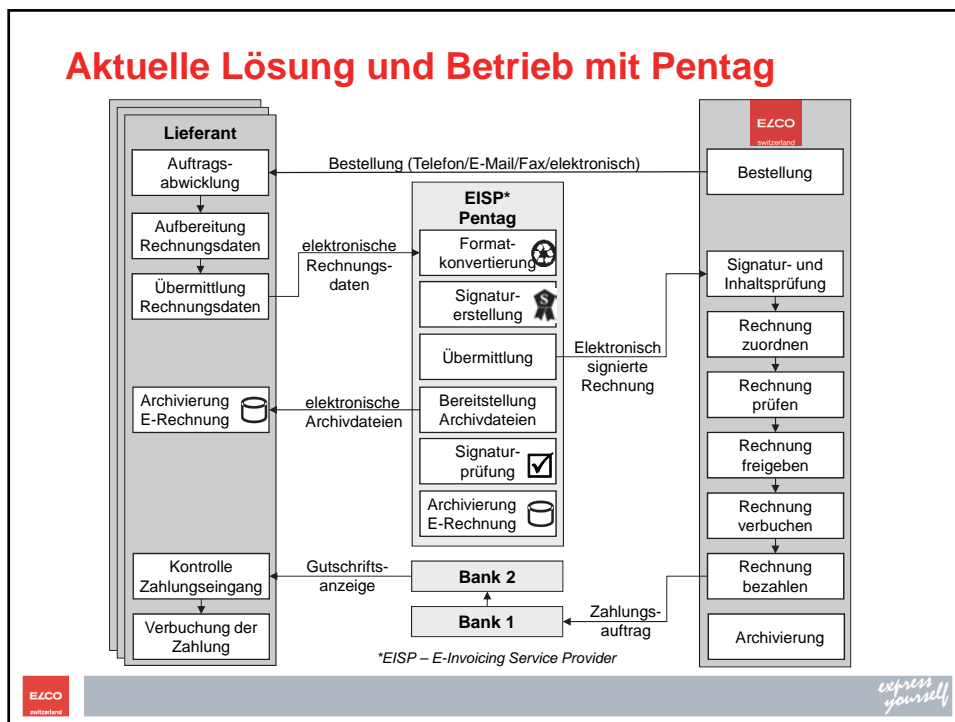 Aktuelle Lösung und Betrieb mit Pentag
Lieferant
Auftrags-
abwicklung
Aufbereitung
Rechnungsdaten
Übermittlung
Rechnungsdaten
Archivierung
E-Rechnung
Kontrolle
Zahlungseingang
Verbuchung der
Zahlung
Bestellung (Telefon/E-Mail/Fax/elektronisch)
elektronische
Rechnungs-
daten
elektronische
Archivdateien
Gutschrifts-
anzeige
EISP*
Pentag
Format-
konvertierung
Signatur-
erstellung
S
Übermittlung
Bereitstellung
Archivdateien
Signatur-
prüfung
Archivierung
E-Rechnung
Bank 2
Bank 1
Elektronisch
signierte
Rechnung
Zahlungs-
auftrag
ELCO
switzerland
Bestellung
Signatur- und
Inhaltsprüfung
Rechnung
zuordnen
Rechnung
prüfen
Rechnung
freigeben
Rechnung
verbuchen
Rechnung
bezahlen
Archivierung
*EISP – E-Invoicing Service Provider
ELCO
switzerland
express
yourself